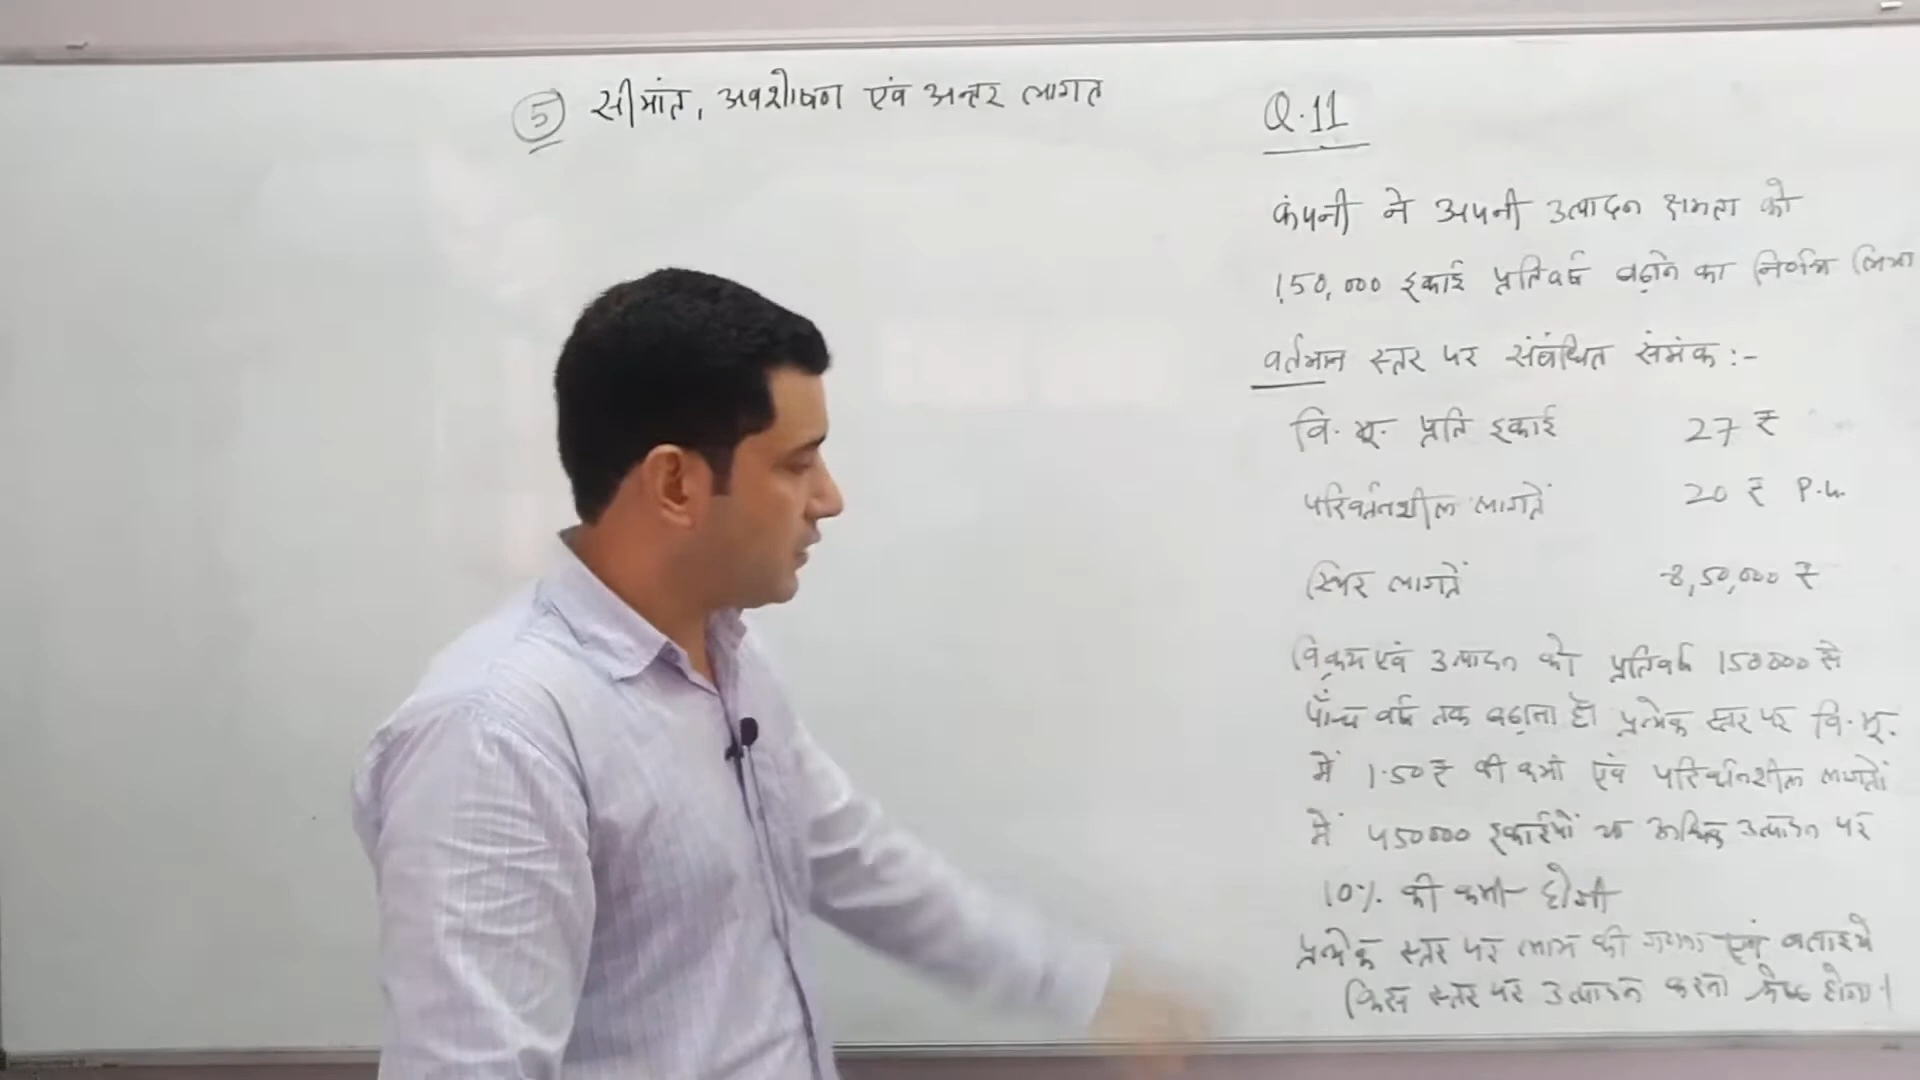 5 सीमांत, अवशोषण एवं अन्तर लागत
Q.11
कंपनी ने अपनी उत्पादन क्षमता को
1,50,000 इकाई प्रतिवर्ष बढ़ाने का निर्णय लिया
वर्तमान स्तर पर संबंधित समंक :-
वि. मू. प्रति इकाई 27 ₹
परिवर्तनशील लागतें 20 ₹ P.u.
स्थिर लागतें 8,50,000 ₹
विक्रय एवं उत्पादन को प्रतिवर्ष 150000 से
पाँच वर्ष तक बढ़ाना है। प्रत्येक स्तर पर वि. मू.
में 1.50 ₹ की कमी एवं परिवर्तनशील लागतों
में 450000 इकाईयों या अधिक उत्पादन पर
10% की कमी होगी
प्रत्येक स्तर पर लाभ की गणना एवं बताइये
किस स्तर पर उत्पादन करना श्रेष्ठ होगा।